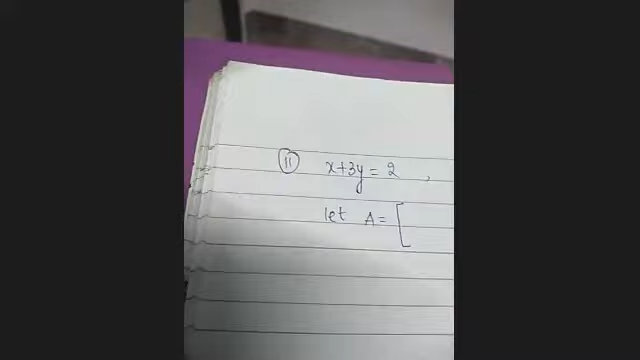 (11) x+3y = 2 ,
let A = [